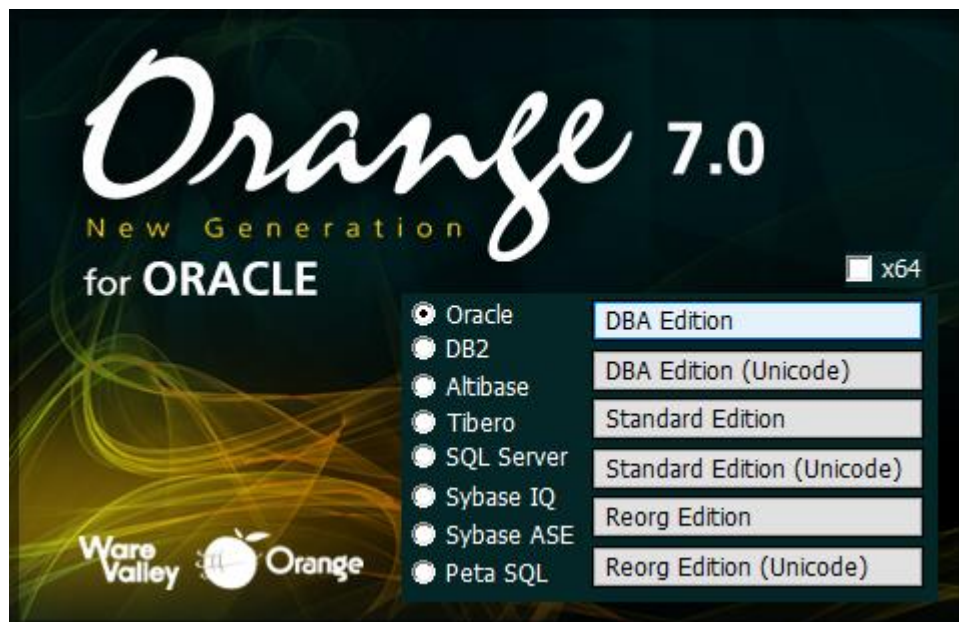 Orange 7.0
New Generation
for ORACLE
x64
Oracle
DB2
Altibase
Tibero
SQL Server
Sybase IQ
Sybase ASE
Peta SQL
DBA Edition
DBA Edition (Unicode)
Standard Edition
Standard Edition (Unicode)
Reorg Edition
Reorg Edition (Unicode)
Ware
Valley
Orange